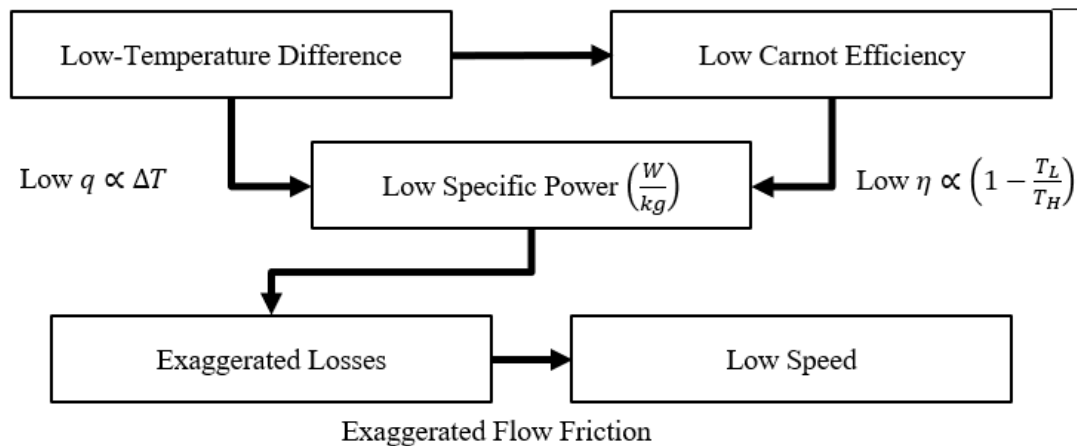 Low-Temperature Difference
Low Carnot Efficiency
Low q ∝ ΔT
Low Specific Power (W/kg)
Low η ∝ (1 − T_L/T_H)
Exaggerated Losses
Low Speed
Exaggerated Flow Friction